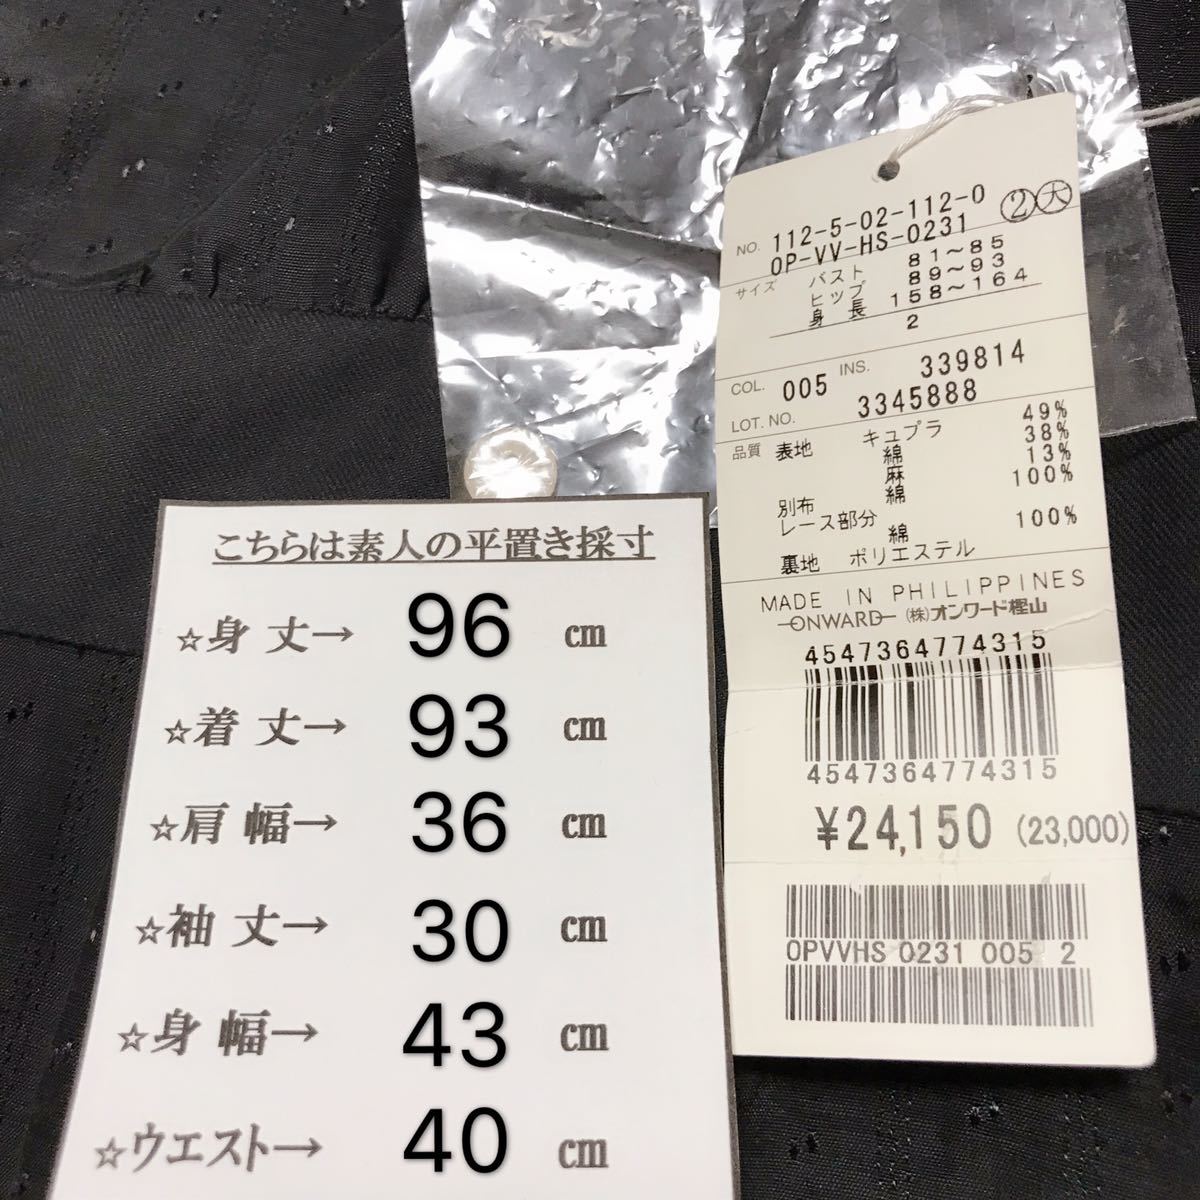 NO. 112-5-02-112-0 ②大
OP-VV-HS-0231
サイズ バスト 81~85
ヒップ 89~93
身長 158~164
2
COL. 005 INS. 339814
LOT. NO. 3345888
品質 表地 キュプラ 49%
綿 38%
麻 13%
別布 綿 100%
レース部分
綿 100%
裏地 ポリエステル
MADE IN PHILIPPINES
ONWARD (株)オンワード樫山
4547364774315
4547364774315
¥24,150 (23,000)
OPVVHS 0231 005 2
こちらは素人の平置き採寸
☆身 丈→ 96 ㎝
☆着 丈→ 93 ㎝
☆肩 幅→ 36 ㎝
☆袖 丈→ 30 ㎝
☆身 幅→ 43 ㎝
☆ウエスト→ 40 ㎝